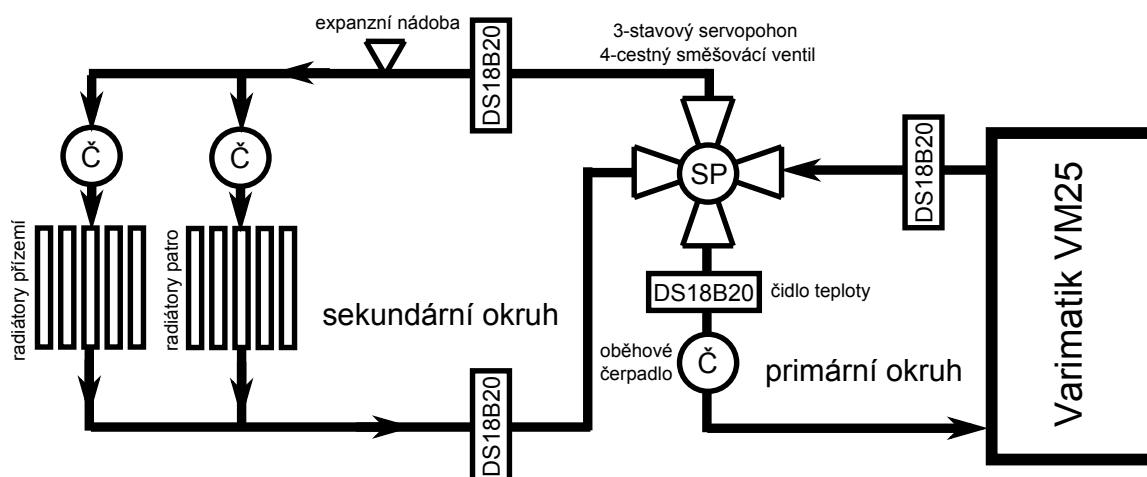 expanzní nádoba
DS18B20
3-stavový servopohon
4-cestný směšovácí ventil
Č
Č
SP
DS18B20
Varimatik VM25
radiátory přízemí
radiátory patro
sekundární okruh
DS18B20
čidlo teploty
oběhové
čerpadlo
Č
primární okruh
DS18B20